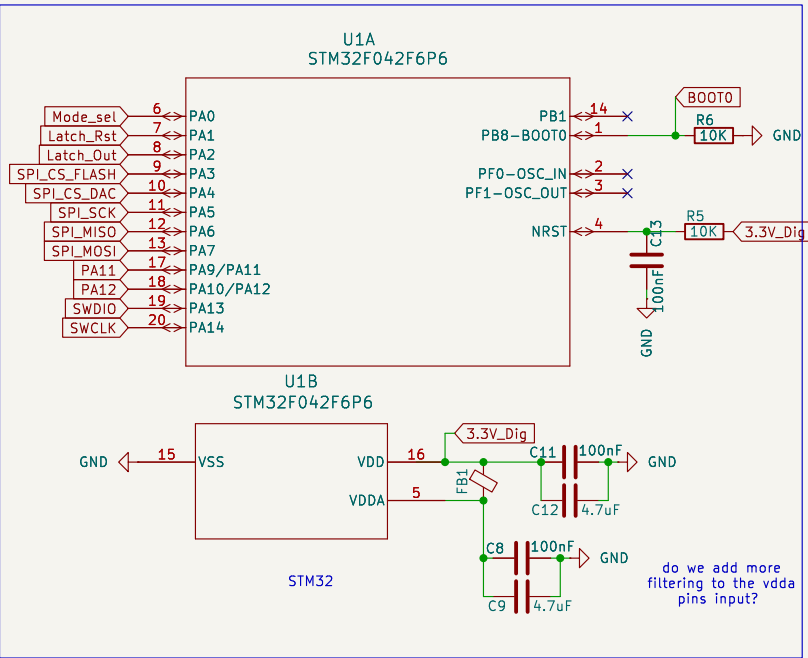 U1A
STM32F042F6P6
Mode_sel 6 PA0
Latch_Rst 7 PA1
Latch_Out 8 PA2
SPI_CS_FLASH 9 PA3
SPI_CS_DAC 10 PA4
SPI_SCK 11 PA5
SPI_MISO 12 PA6
SPI_MOSI 13 PA7
PA11 17 PA9/PA11
PA12 18 PA10/PA12
SWDIO 19 PA13
SWCLK 20 PA14
PB1 14
PB8-BOOT0 1
BOOT0
R6
10K
GND
PF0-OSC_IN 2
PF1-OSC_OUT 3
NRST 4
C13
100nF
GND
R5
10K
3.3V_Dig
U1B
STM32F042F6P6
GND 15 VSS
VDD 16
VDDA 5
3.3V_Dig
FB1
C11 100nF
GND
C12 4.7uF
C8 100nF
GND
C9 4.7uF
STM32
do we add more
filtering to the vdda
pins input?